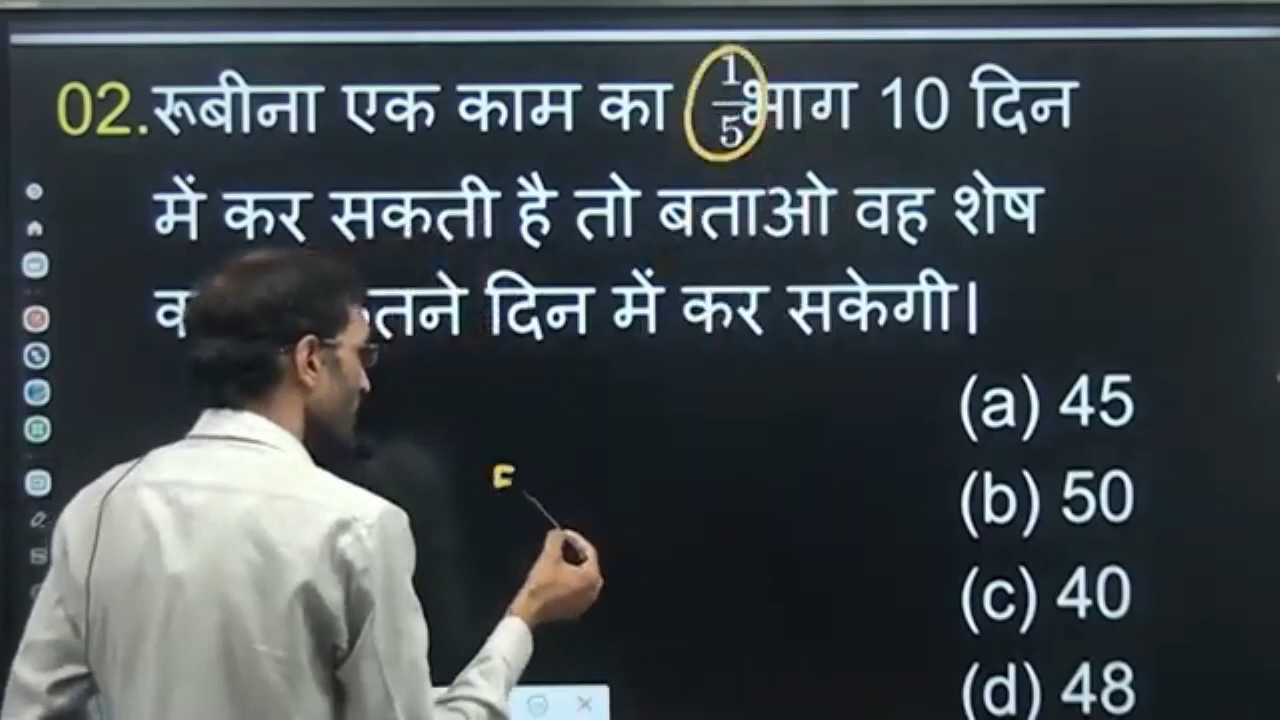 02. रूबीना एक काम का 1/5 भाग 10 दिन
में कर सकती है तो बताओ वह शेष
दिन में कर सकेगी।
(a) 45
(b) 50
(c) 40
(d) 48